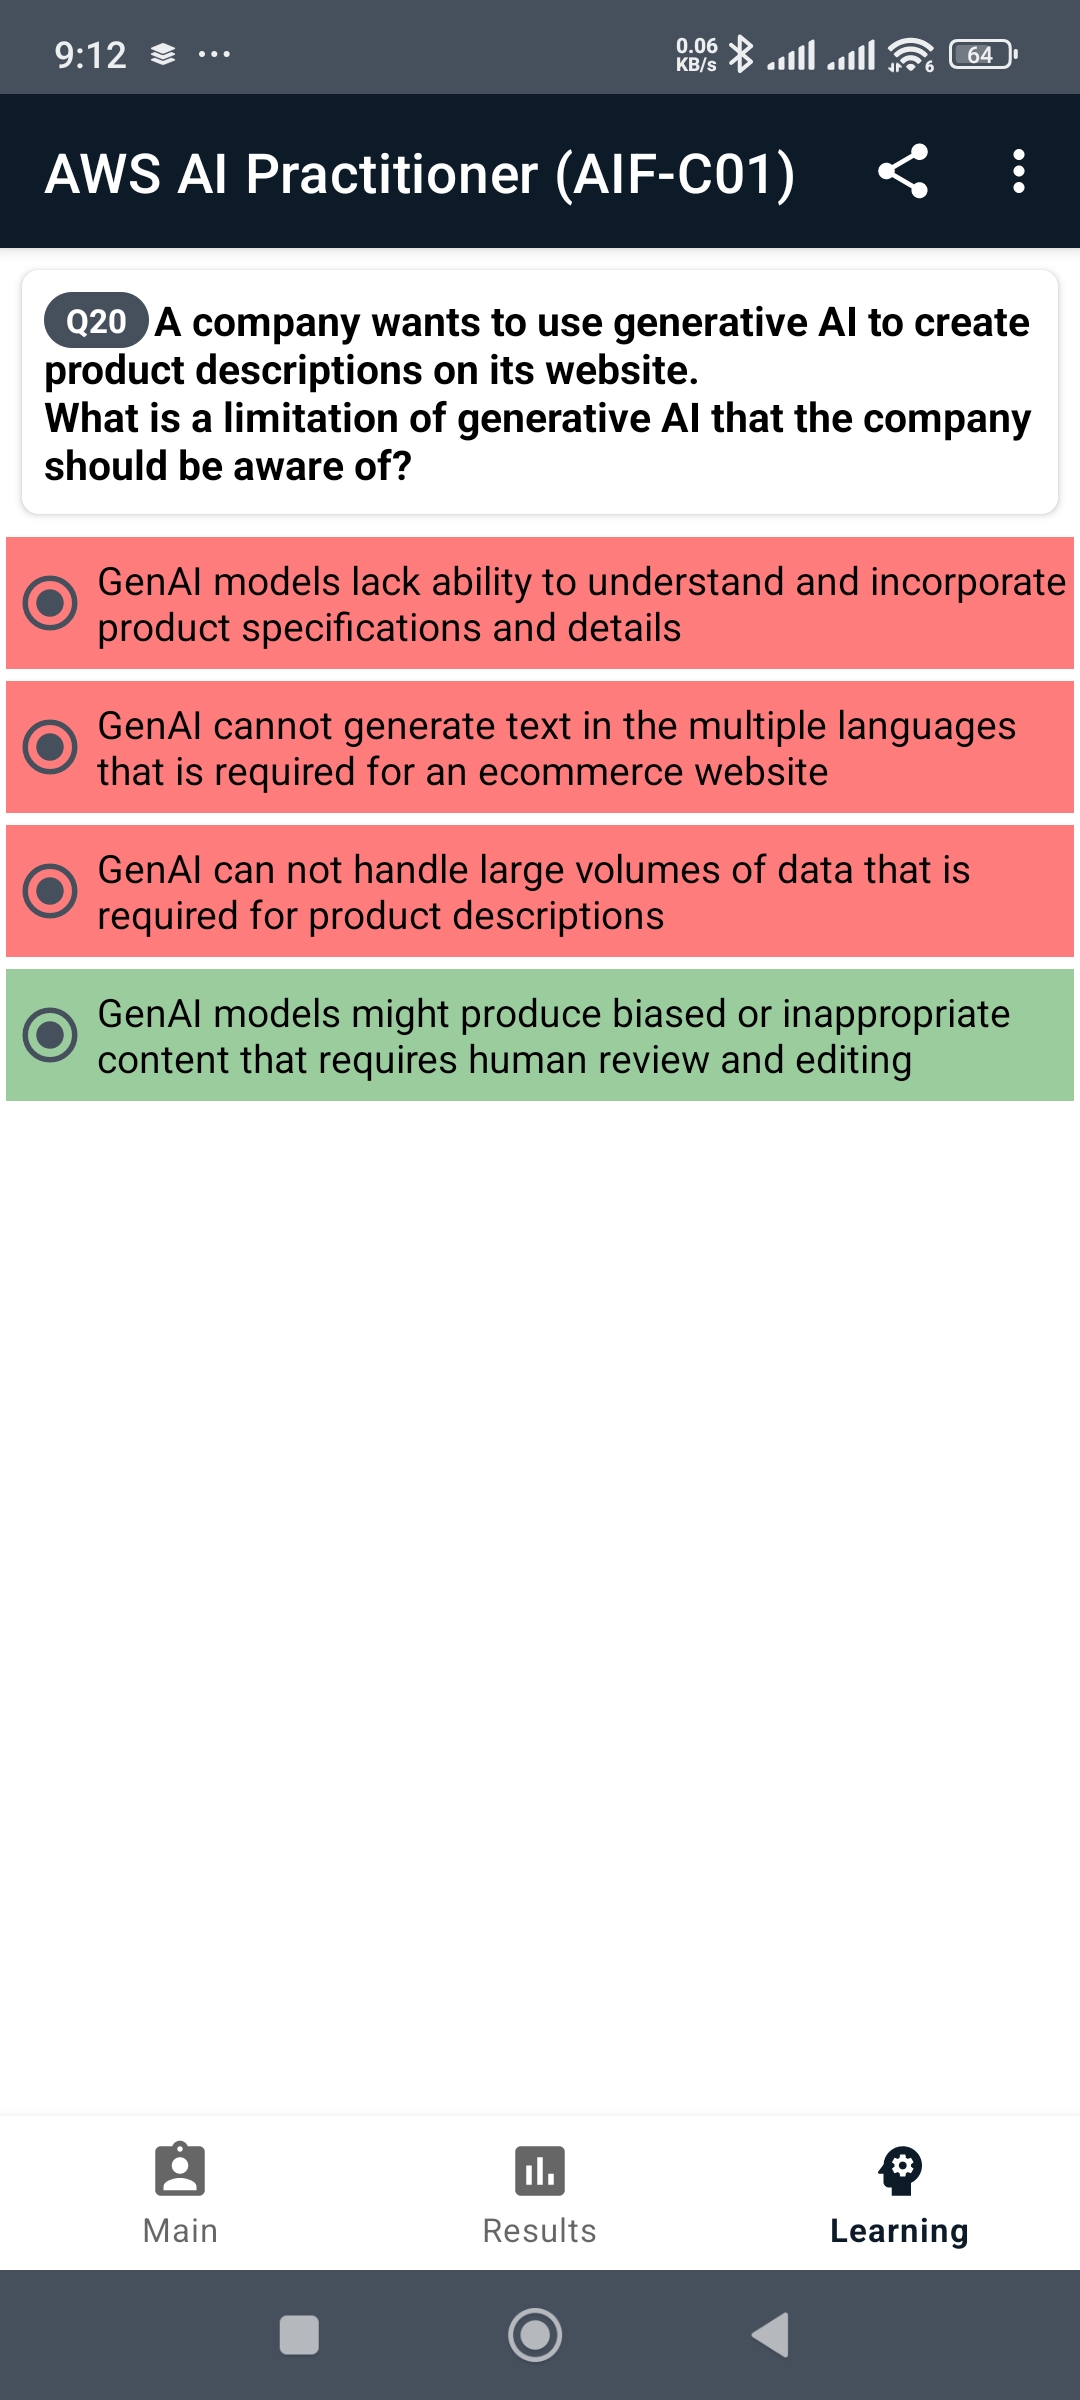 9:12
0.06
KB/s
6
64
AWS AI Practitioner (AIF-C01)
Q20 A company wants to use generative AI to create
product descriptions on its website.
What is a limitation of generative AI that the company
should be aware of?
GenAI models lack ability to understand and incorporate
product specifications and details
GenAI cannot generate text in the multiple languages
that is required for an ecommerce website
GenAI can not handle large volumes of data that is
required for product descriptions
GenAI models might produce biased or inappropriate
content that requires human review and editing
Main
Results
Learning